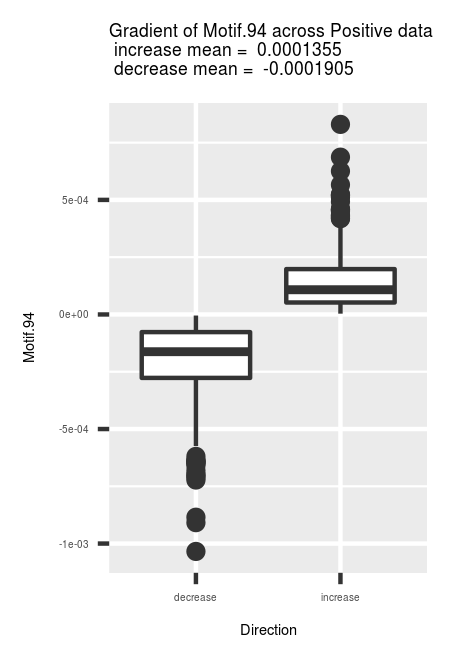 Gradient of Motif.94 across Positive data
increase mean =  0.0001355
decrease mean =  -0.0001905
Motif.94
5e-04
0e+00
-5e-04
-1e-03
decrease
increase
Direction